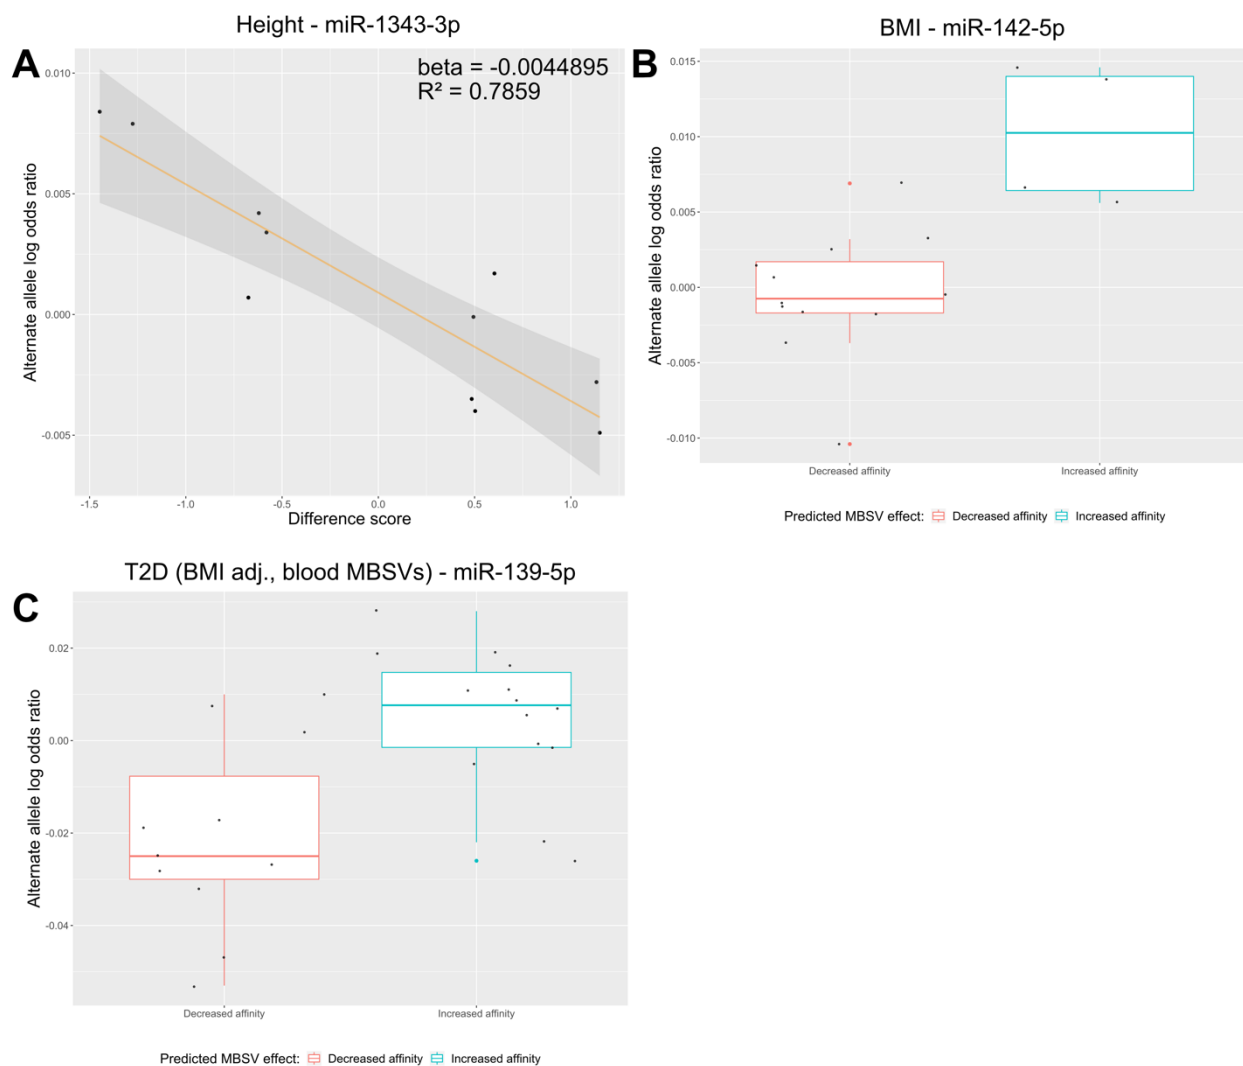 Height - miR-1343-3p
A
beta = -0.0044895
R² = 0.7859
Alternate allele log odds ratio
0.010
0.005
0.000
-0.005
-1.5 -1.0 -0.5 0.0 0.5 1.0
Difference score
BMI - miR-142-5p
B
Alternate allele log odds ratio
0.015
0.010
0.005
0.000
-0.005
-0.010
Decreased affinity Increased affinity
Predicted MBSV effect: Decreased affinity Increased affinity
T2D (BMI adj., blood MBSVs) - miR-139-5p
C
Alternate allele log odds ratio
0.02
0.00
-0.02
-0.04
Decreased affinity Increased affinity
Predicted MBSV effect: Decreased affinity Increased affinity